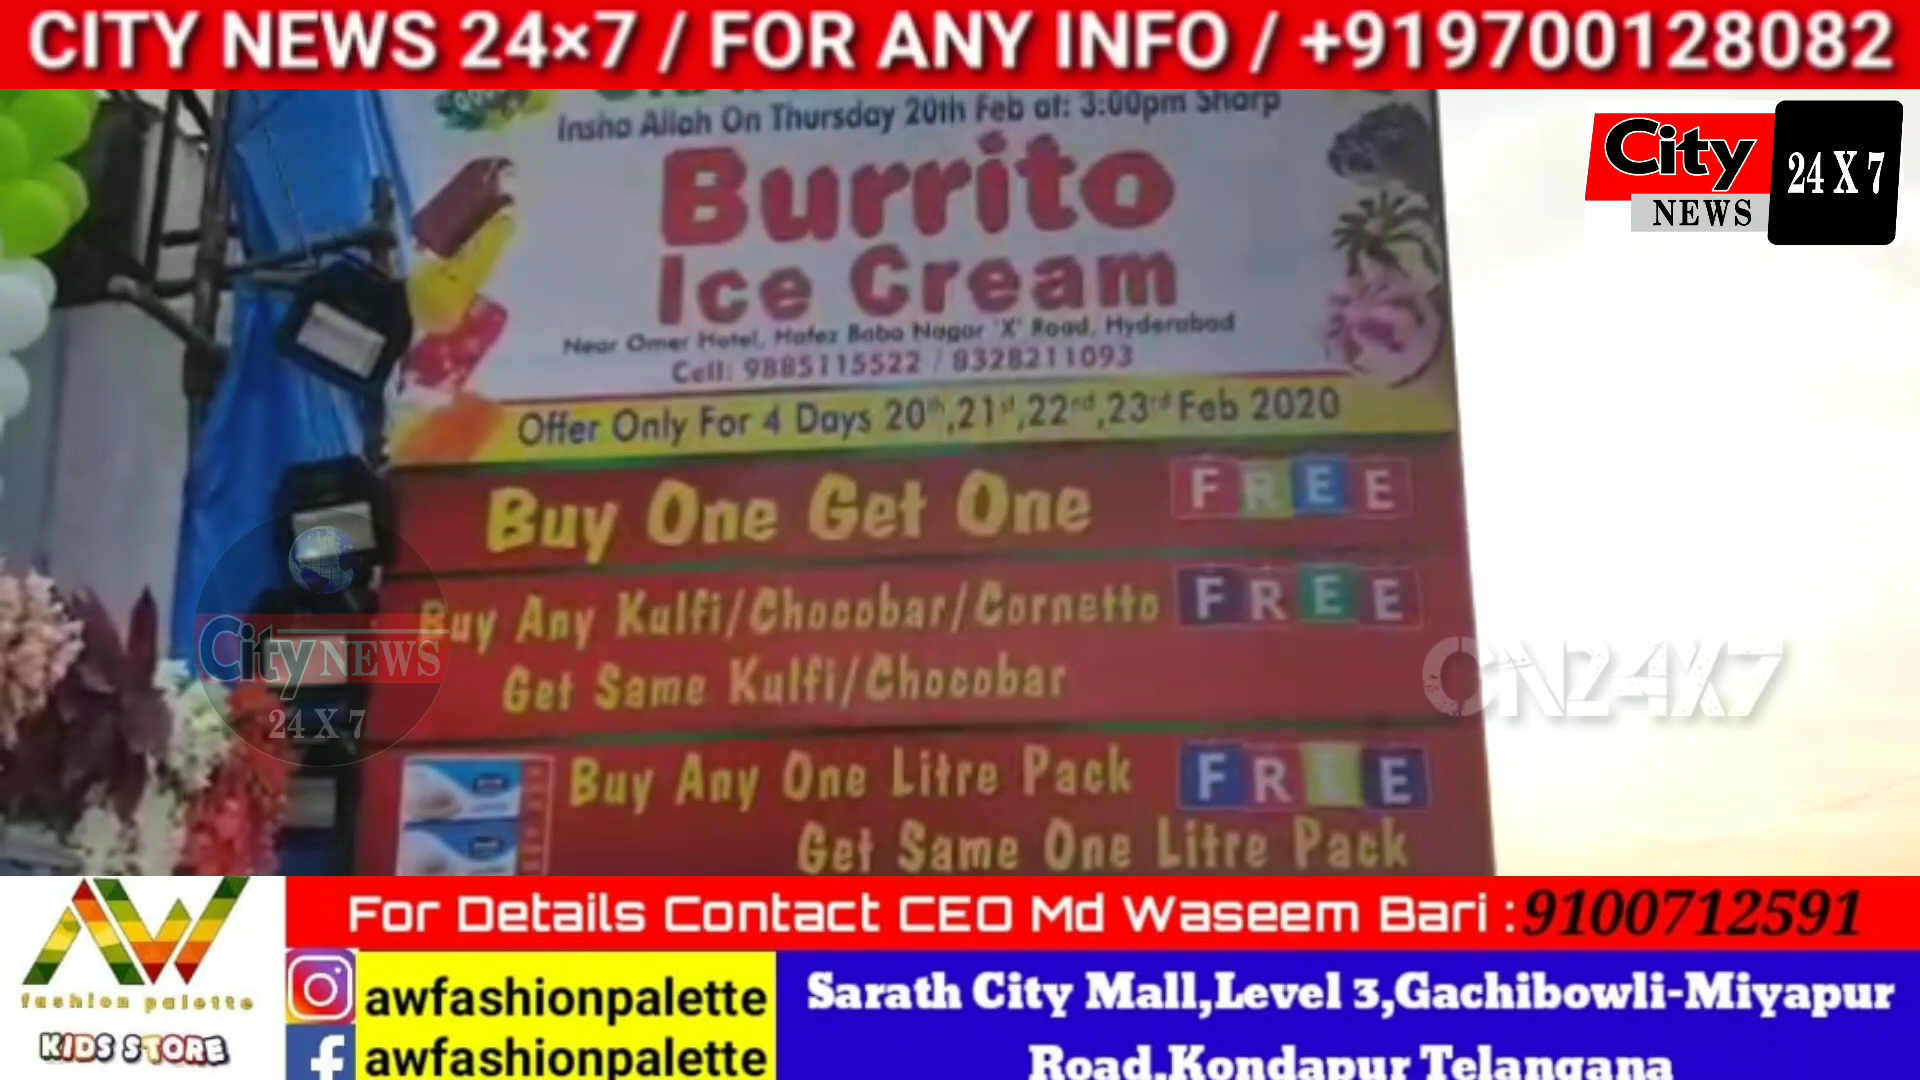 CITY NEWS 24×7 / FOR ANY INFO / +919700128082
City
NEWS
24 X 7
Insha Allah On Thursday 20th Feb at: 3:00pm Sharp
Burrito
Ice Cream
Near Omer Hotel, Hafez Baba Nagar 'X' Road, Hyderabad
Cell: 9885115522 / 8328211093
Offer Only For 4 Days 20th,21st,22nd,23rd Feb 2020
Buy One Get One FREE
Buy Any Kulfi/Chocobar/Cornetto FREE
Get Same Kulfi/Chocobar
Buy Any One Litre Pack FREE
Get Same One Litre Pack
City NEWS
24 X 7
CN24X7
For Details Contact CEO Md Waseem Bari : 9100712591
AW
fashion palette
KIDS STORE
awfashionpalette
awfashionpalette
Sarath City Mall,Level 3,Gachibowli-Miyapur
Road,Kondapur Telangana